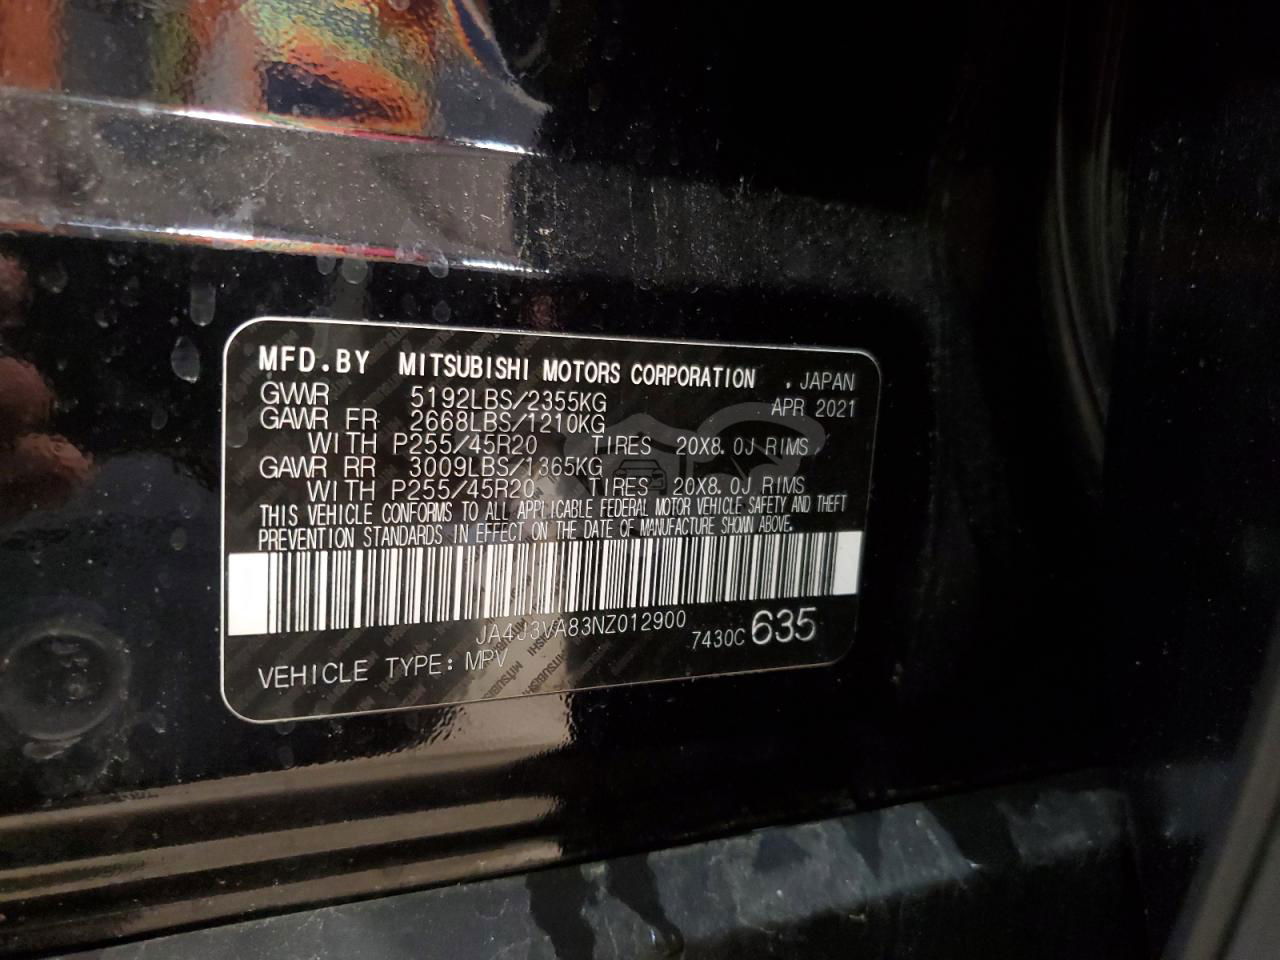 MFD.BY MITSUBISHI MOTORS CORPORATION , JAPAN
GVWR 5192LBS/2355KG APR 2021
GAWR FR 2668LBS/1210KG
WITH P255/45R20 TIRES 20X8.0J RIMS/
GAWR RR 3009LBS/1365KG
WITH P255/45R20 TIRES 20X8.0J RIMS
THIS VEHICLE CONFORMS TO ALL APPLICABLE FEDERAL MOTOR VEHICLE SAFETY AND THEFT
PREVENTION STANDARDS IN EFFECT ON THE DATE OF MANUFACTURE SHOWN ABOVE.
JA4J3VA83NZ012900
7430C 635
VEHICLE TYPE: MPV